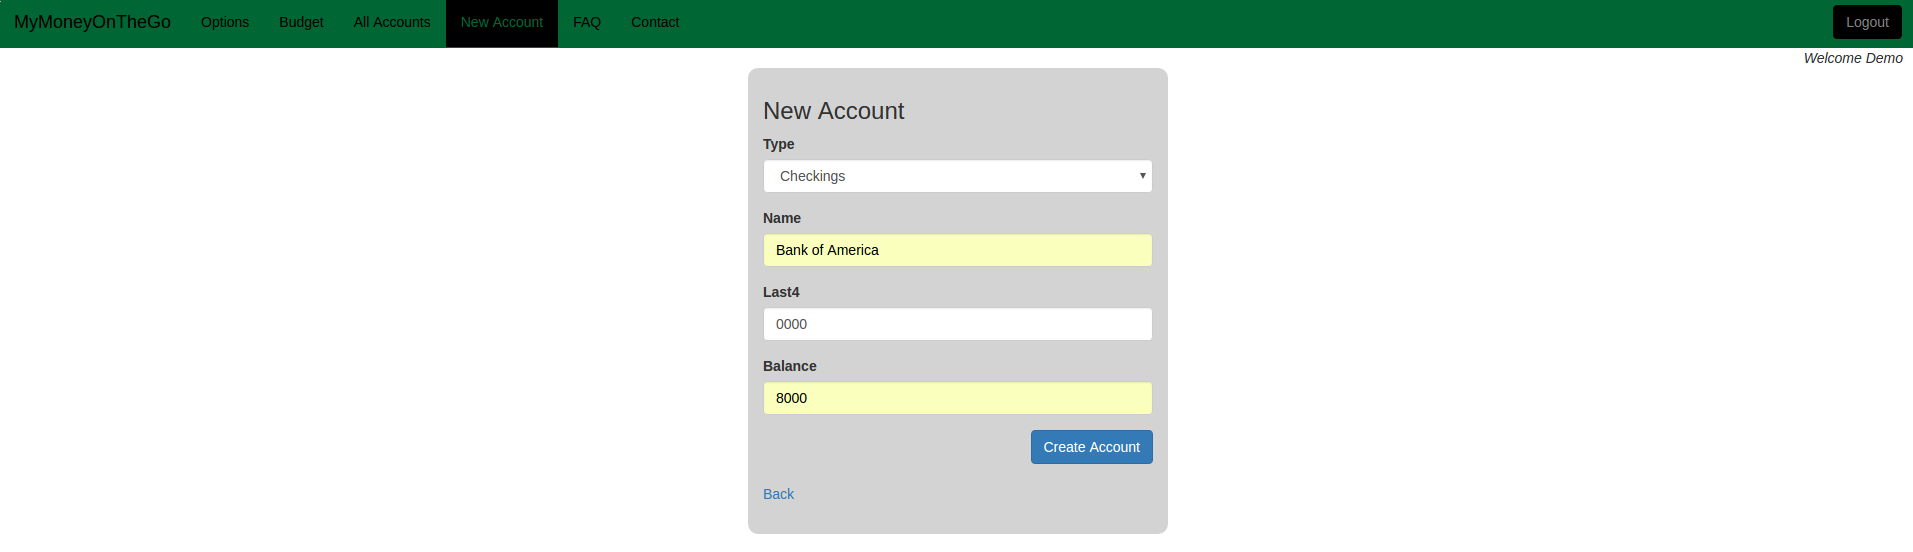 MyMoneyOnTheGo Options Budget All Accounts New Account FAQ Contact Logout
Welcome Demo
New Account
Type
Checkings
Name
Bank of America
Last4
0000
Balance
8000
Create Account
Back